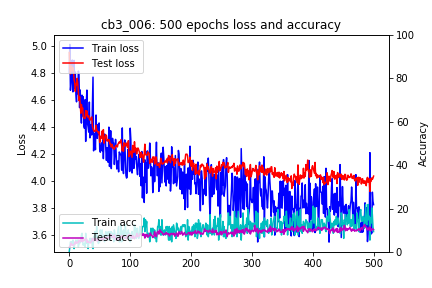 cb3_006: 500 epochs loss and accuracy
Train loss
Test loss
Train acc
Test acc
Loss
Accuracy
5.0
4.8
4.6
4.4
4.2
4.0
3.8
3.6
100
80
60
40
20
0
0 100 200 300 400 500